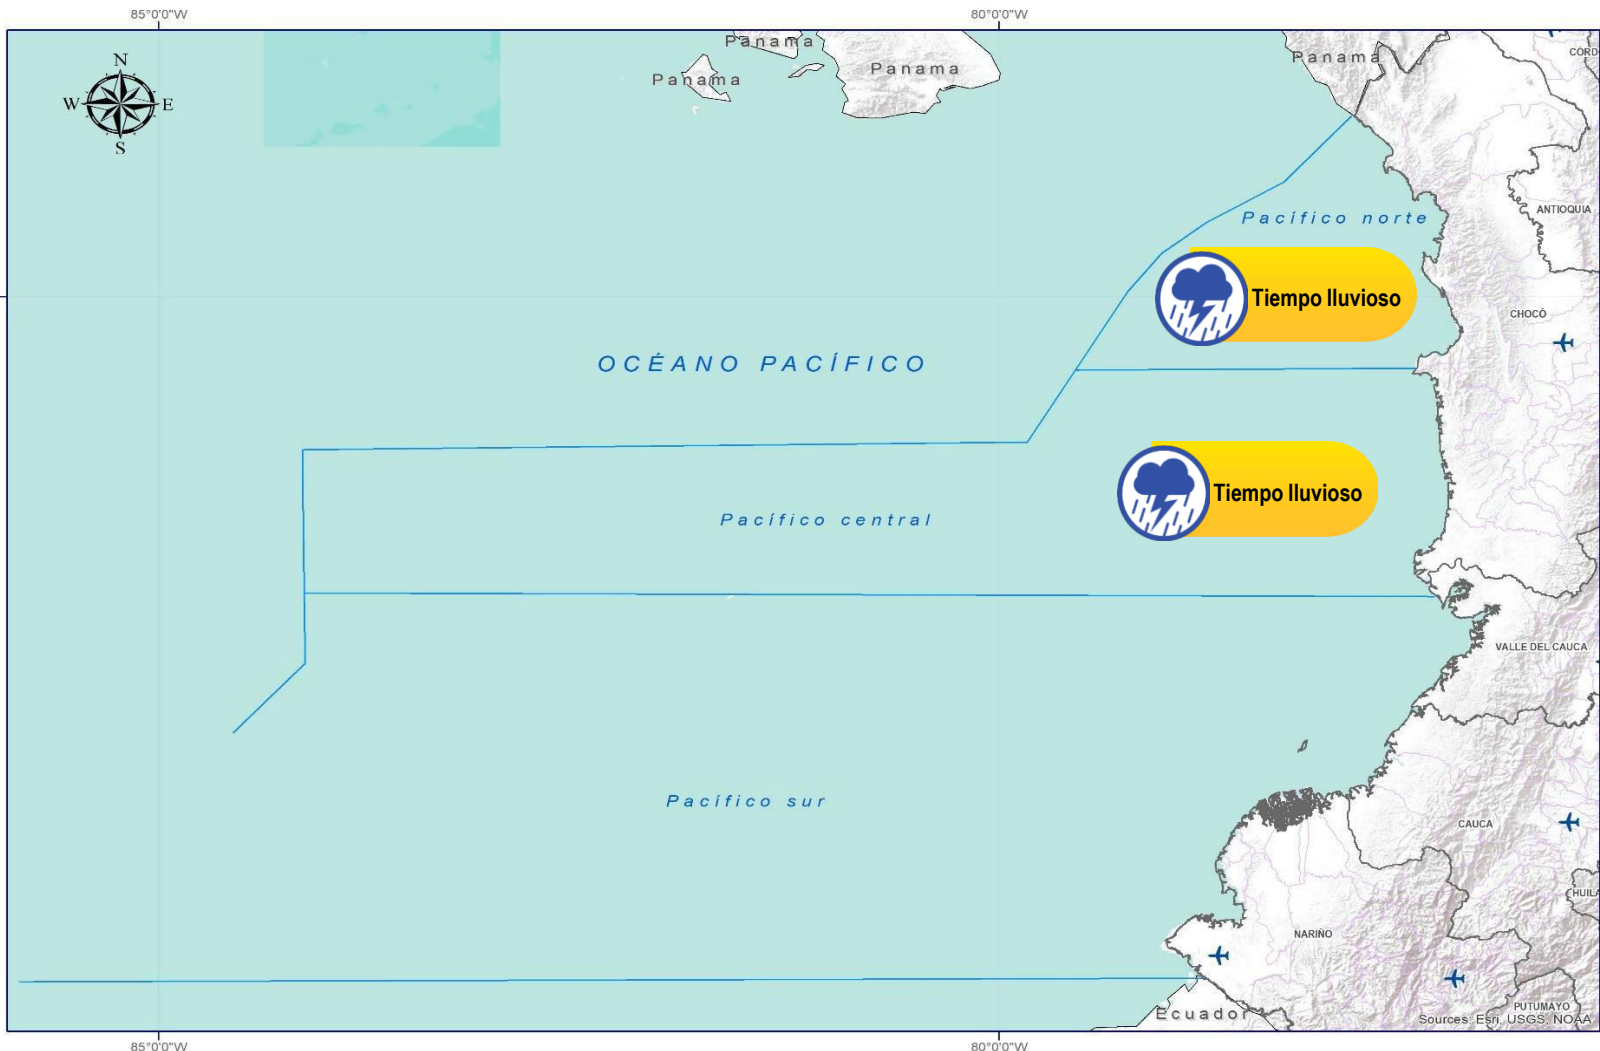 85°0'0"W
80°0'0"W
N
W
E
S
Panama
Panama
Panama
Panama
CÓRD
ANTIOQUIA
Pacífico norte
Tiempo lluvioso
CHOCÓ
OCÉANO PACÍFICO
Tiempo lluvioso
Pacífico central
VALLE DEL CAUCA
Pacífico sur
CAUCA
HUILA
NARIÑO
PUTUMAYO
Ecuador
Sources: Esri, USGS, NOAA
85°0'0"W
80°0'0"W